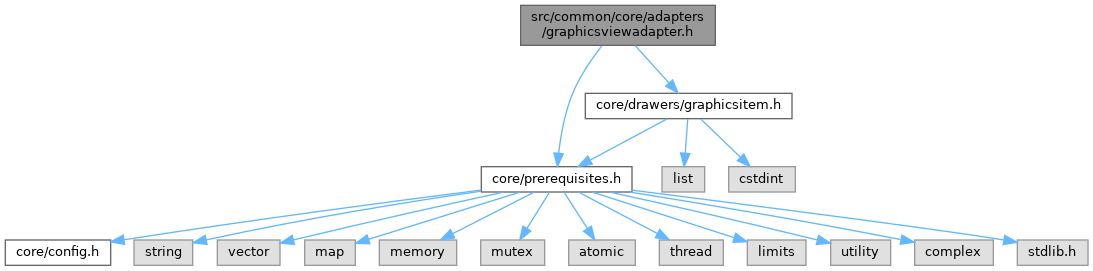 src/common/core/adapters
/graphicsviewadapter.h
core/drawers/graphicsitem.h
core/prerequisites.h
list
cstdint
core/config.h
string
vector
map
memory
mutex
atomic
thread
limits
utility
complex
stdlib.h